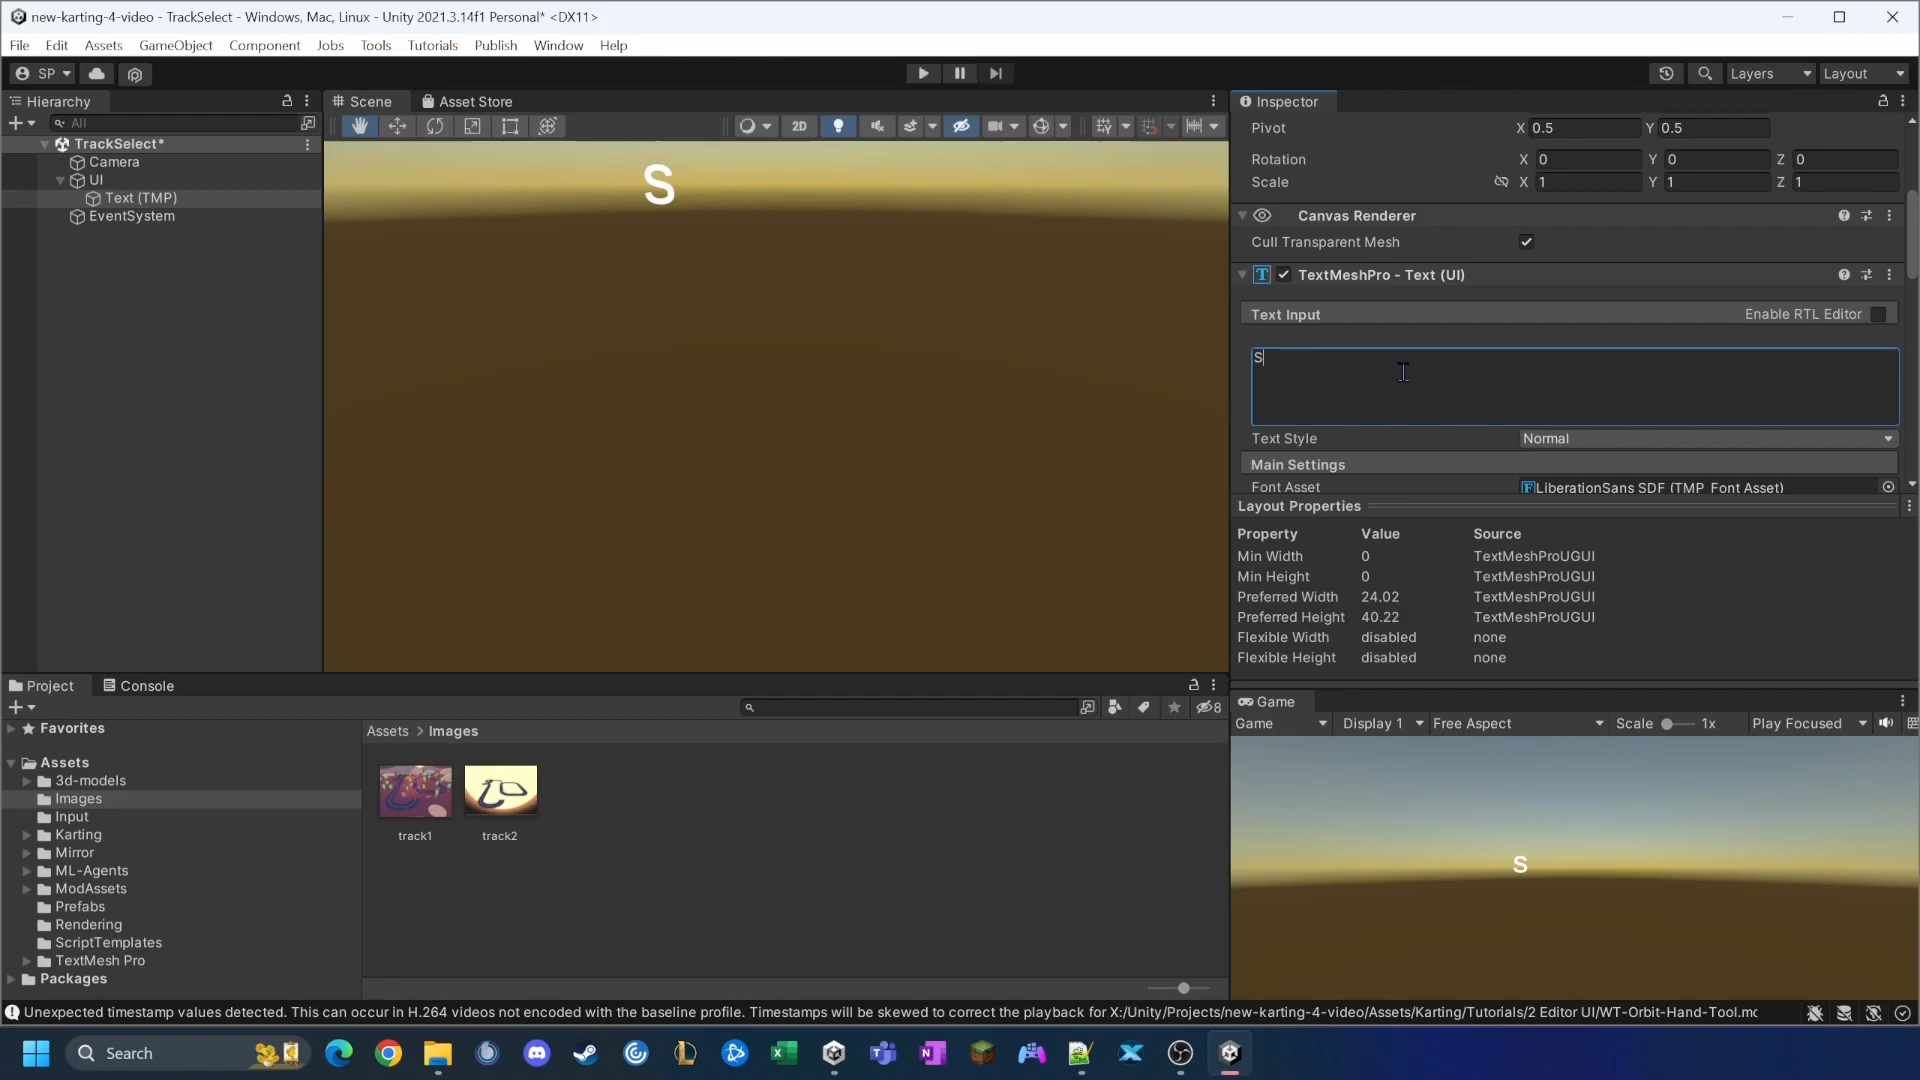 new-karting-4-video - TrackSelect - Windows, Mac, Linux - Unity 2021.3.14f1 Personal* <DX11>
File Edit Assets GameObject Component Jobs Tools Tutorials Publish Window Help
SP Layers Layout
Hierarchy
All
TrackSelect*
Camera
UI
Text (TMP)
EventSystem
Scene Asset Store
2D
S
Inspector
Pivot X 0.5 Y 0.5
Rotation X 0 Y 0 Z 0
Scale X 1 Y 1 Z 1
Canvas Renderer
Cull Transparent Mesh
TextMeshPro - Text (UI)
Text Input Enable RTL Editor
S
Text Style Normal
Main Settings
Font Asset LiberationSans SDF (TMP Font Asset)
Layout Properties
Property Value Source
Min Width 0 TextMeshProUGUI
Min Height 0 TextMeshProUGUI
Preferred Width 24.02 TextMeshProUGUI
Preferred Height 40.22 TextMeshProUGUI
Flexible Width disabled none
Flexible Height disabled none
Project Console
8
Favorites
Assets
3d-models
Images
Input
Karting
Mirror
ML-Agents
ModAssets
Prefabs
Rendering
ScriptTemplates
TextMesh Pro
Packages
Assets > Images
track1 track2
Game
Game Display 1 Free Aspect Scale 1x Play Focused
S
Unexpected timestamp values detected. This can occur in H.264 videos not encoded with the baseline profile. Timestamps will be skewed to correct the playback for X:/Unity/Projects/new-karting-4-video/Assets/Karting/Tutorials/2 Editor UI/WT-Orbit-Hand-Tool.mc
Search